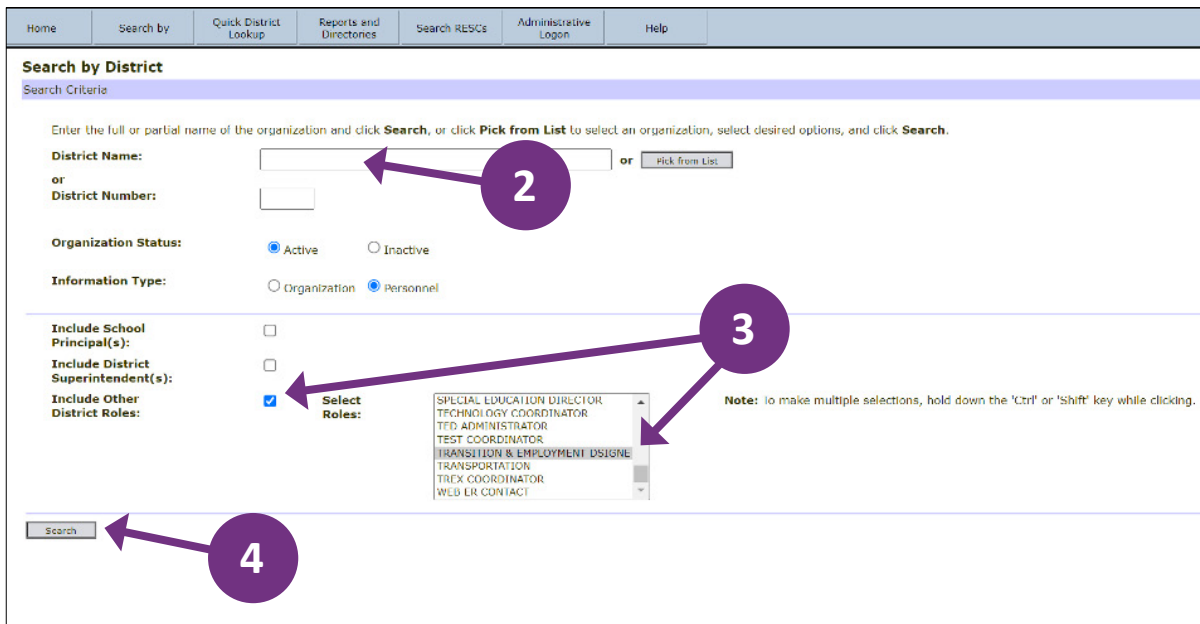 Home
Search by
Quick District
Lookup
Reports and
Directories
Search RESCs
Administrative
Logon
Help
Search by District
Search Criteria
Enter the full or partial name of the organization and click Search, or click Pick from List to select an organization, select desired options, and click Search.
District Name:
or
Pick from List
2
or
District Number:
Organization Status:
Active
Inactive
Information Type:
Organization
Personnel
3
Include School
Principal(s):
Include District
Superintendent(s):
Include Other
District Roles:
Select
Roles:
SPECIAL EDUCATION DIRECTOR
TECHNOLOGY COORDINATOR
TED ADMINISTRATOR
TEST COORDINATOR
TRANSITION & EMPLOYMENT DSIGNE
TRANSPORTATION
TREX COORDINATOR
WEB ER CONTACT
Note: To make multiple selections, hold down the 'Ctrl' or 'Shift' key while clicking.
Search
4